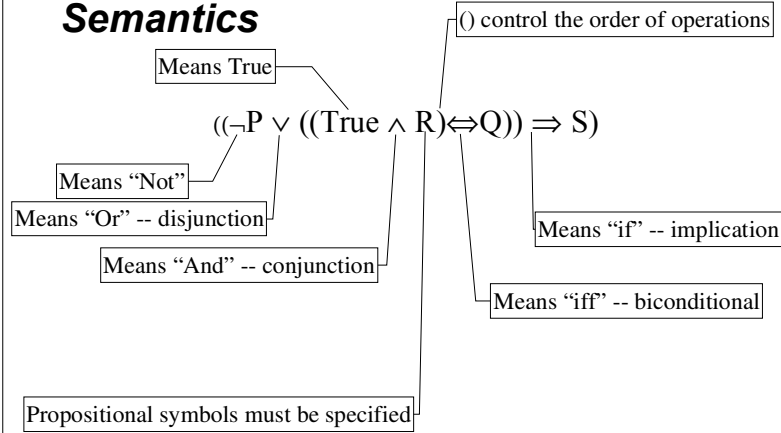 Semantics
() control the order of operations
Means True
((¬P ∨ ((True ∧ R)⇔Q)) ⇒ S)
Means “Not”
Means “Or” -- disjunction
Means “if” -- implication
Means “And” -- conjunction
Means “iff” -- biconditional
Propositional symbols must be specified